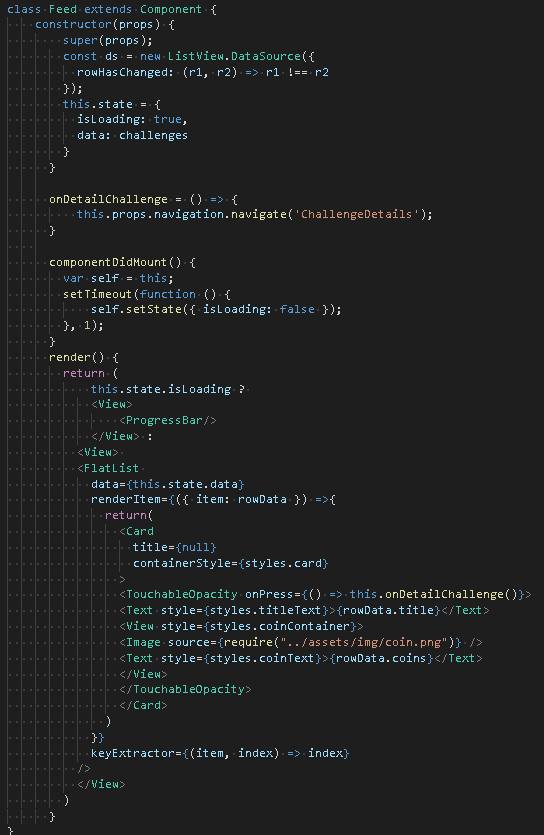 class Feed extends Component {
    constructor(props) {
        super(props);
        const ds = new ListView.DataSource({
          rowHasChanged: (r1, r2) => r1 !== r2
        });
        this.state = {
          isLoading: true,
          data: challenges
        }
      }

      onDetailChallenge = () => {
          this.props.navigation.navigate('ChallengeDetails');
      }

      componentDidMount() {
        var self = this;
        setTimeout(function () {
            self.setState({ isLoading: false });
        }, 1);
      }
      render() {
        return (
            this.state.isLoading ?
            <View>
                <ProgressBar/>
            </View> :
          <View>
          <FlatList
            data={this.state.data}
            renderItem={({ item: rowData }) =>{
              return(
                <Card
                  title={null}
                  containerStyle={styles.card}
                >
                <TouchableOpacity onPress={() => this.onDetailChallenge()}>
                <Text style={styles.titleText}>{rowData.title}</Text>
                <View style={styles.coinContainer}>
                <Image source={require("../assets/img/coin.png")} />
                <Text style={styles.coinText}>{rowData.coins}</Text>
                </View>
                </TouchableOpacity>
                </Card>
              )
            }}
            keyExtractor={(item, index) => index}
          />
          </View>
        )
      }
}